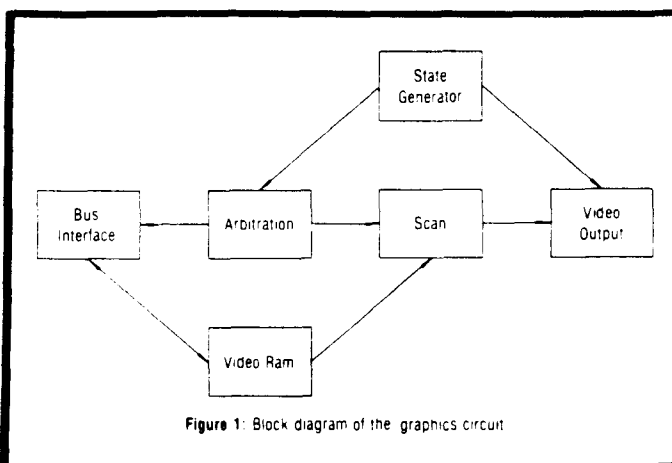 State
Generator
Bus
Interface
Arbitration
Scan
Video
Output
Video Ram
Figure 1: Block diagram of the graphics circuit